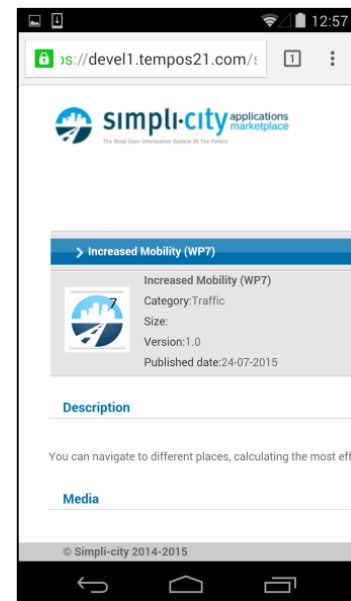 12:57
os://devel1.tempos21.com/s
1
simpli-city applications
marketplace
The Road User Information System Of The Future
Increased Mobility (WP7)
Increased Mobility (WP7)
7
Category:Traffic
Size:
Version:1.0
Published date:24-07-2015
Description
You can navigate to different places, calculating the most eff
Media
© Simpli-city 2014-2015